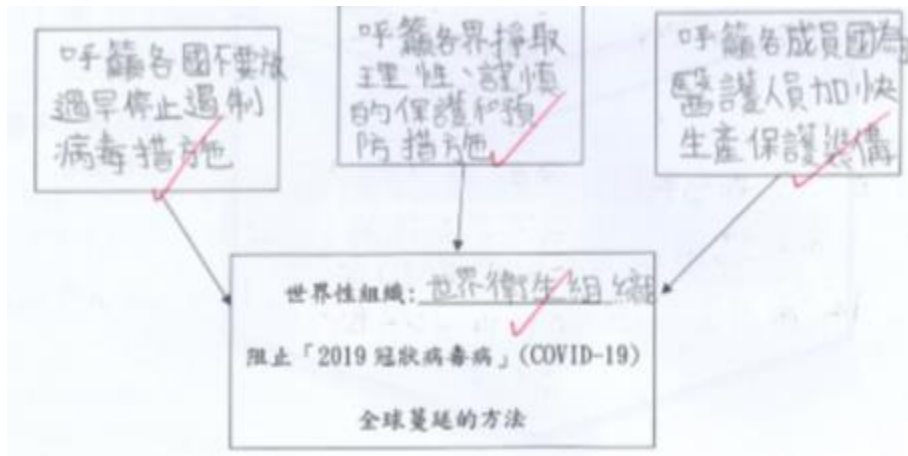 呼籲各國不要放
過早停止遏制
病毒措施
呼籲各界採取
理性、謹慎
的保護和預
防措施
呼籲各成員國為
醫護人員加快
生產保護裝備
世界性組織：世界衛生組織
阻止「2019 冠狀病毒病」(COVID-19)
全球蔓延的方法